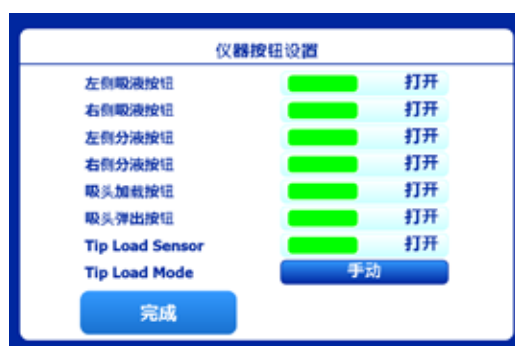 仪器按钮设置
左侧吸液按钮 打开
右侧吸液按钮 打开
左侧分液按钮 打开
右侧分液按钮 打开
吸头加载按钮 打开
吸头弹出按钮 打开
Tip Load Sensor 打开
Tip Load Mode 手动
完成